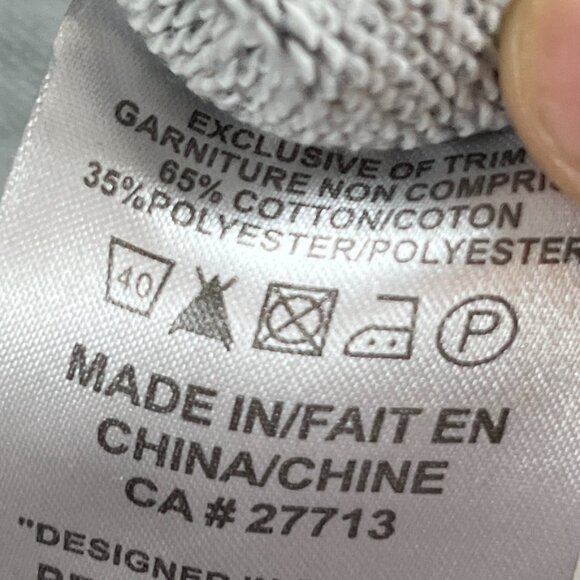 EXCLUSIVE OF TRIM
GARNITURE NON COMPRIS
65% COTTON/COTON
35%POLYESTER/POLYESTER
40
P
MADE IN/FAIT EN
CHINA/CHINE
CA # 27713
"DESIGNED